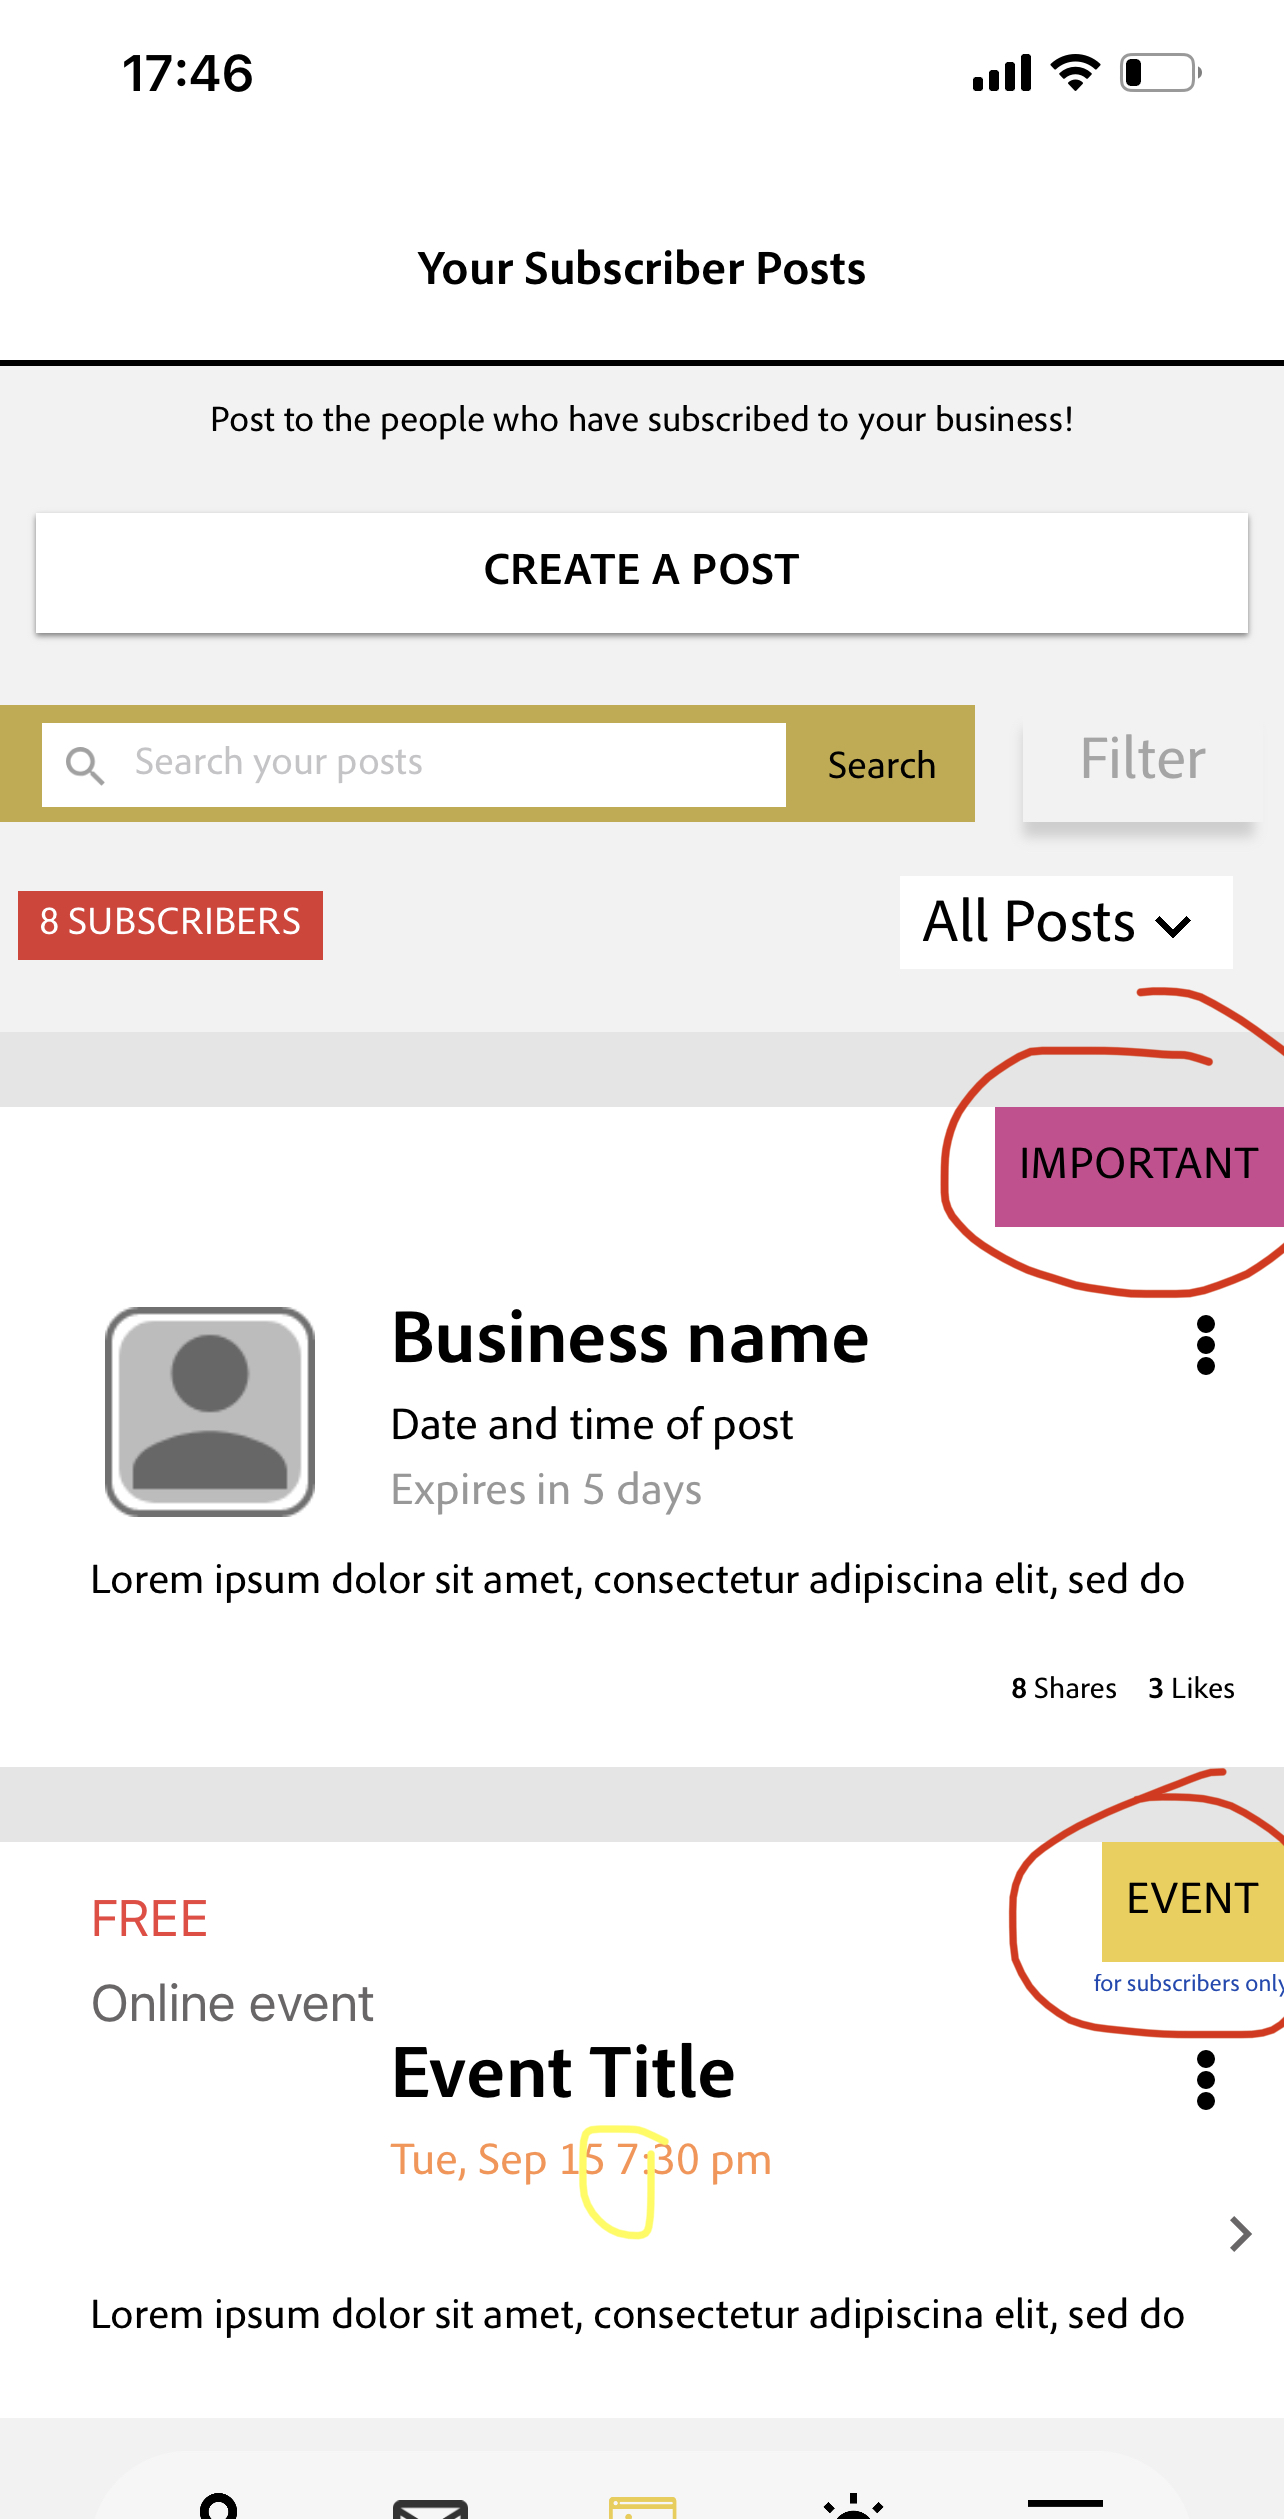 17:46
Your Subscriber Posts
Post to the people who have subscribed to your business!
CREATE A POST
Search your posts
Search
Filter
8 SUBSCRIBERS
All Posts
IMPORTANT
Business name
Date and time of post
Expires in 5 days
Lorem ipsum dolor sit amet, consectetur adipiscina elit, sed do
8 Shares 3 Likes
EVENT
FREE
for subscribers only
Online event
Event Title
Tue, Sep 15 7:30 pm
Lorem ipsum dolor sit amet, consectetur adipiscina elit, sed do